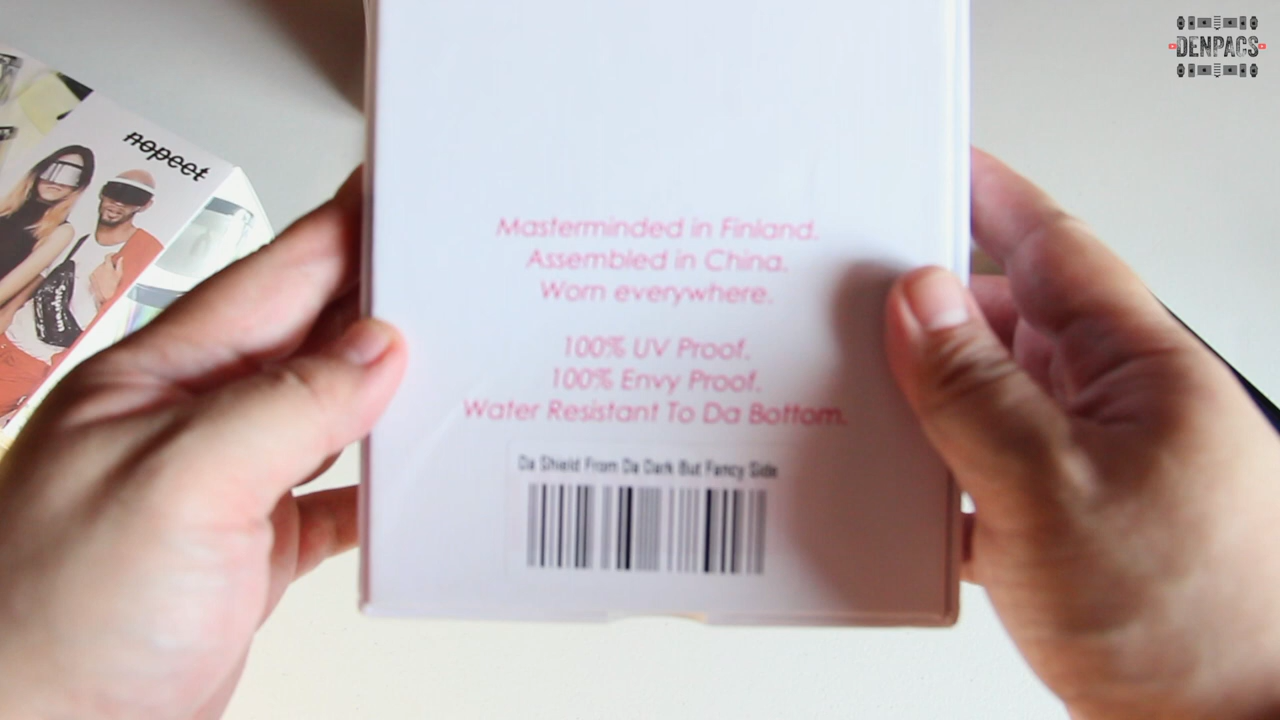 DENPACS
nopeet
Masterminded in Finland.
Assembled in China.
Worn everywhere.
100% UV Proof.
100% Envy Proof.
Water Resistant To Da Bottom.
Da Shield From Da Dark But Fancy Side